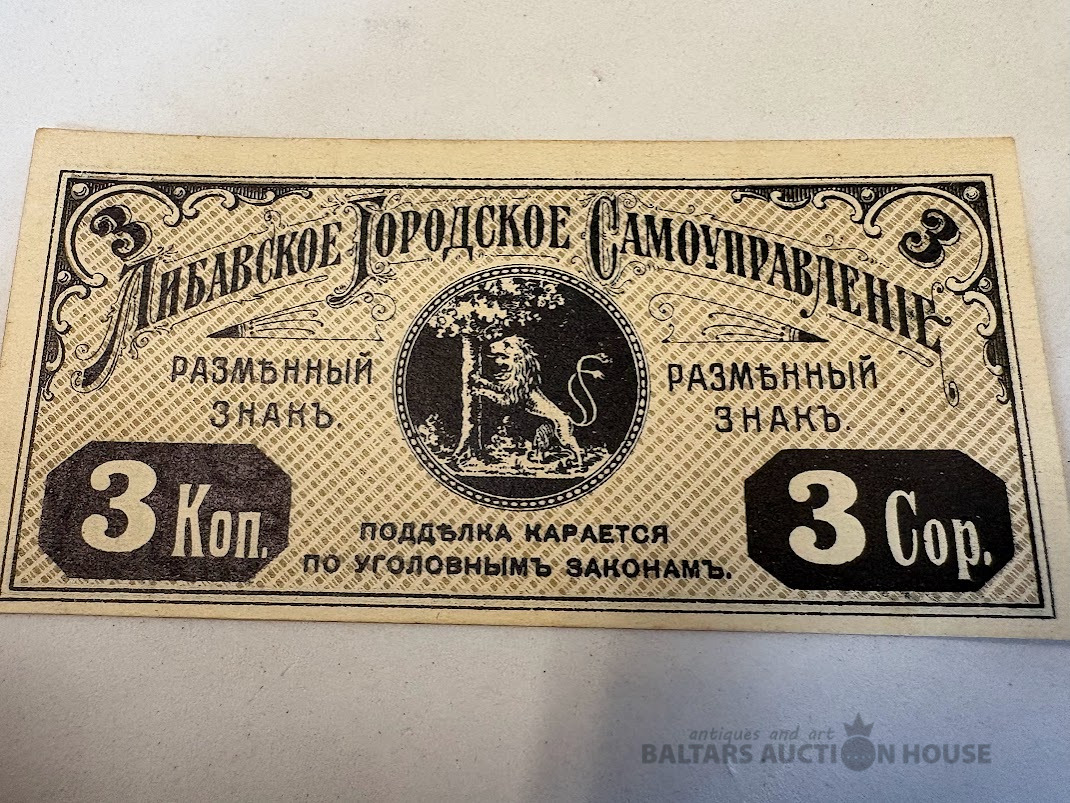 3 3
Либавское Городское Самоуправленіе
РАЗМѢННЫЙ РАЗМѢННЫЙ
ЗНАКЪ. ЗНАКЪ.
3 Коп. 3 Cop.
ПОДДѢЛКА КАРАЕТСЯ
ПО УГОЛОВНЫМЪ ЗАКОНАМЪ.
antiques and art
BALTARS AUCTION HOUSE